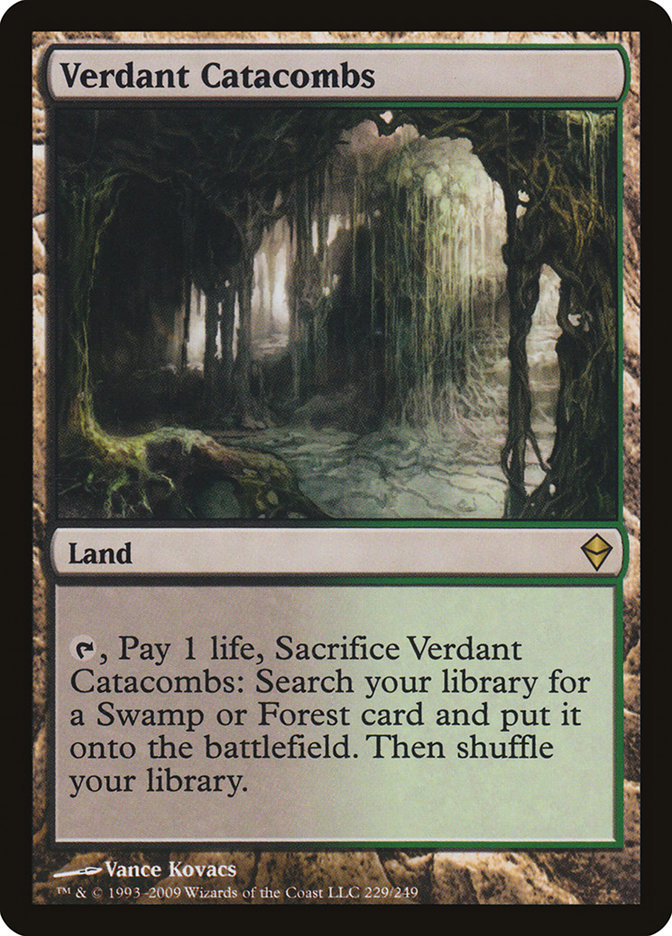 Verdant Catacombs
Land
, Pay 1 life, Sacrifice Verdant
Catacombs: Search your library for
a Swamp or Forest card and put it
onto the battlefield. Then shuffle
your library.
Vance Kovacs
™ & © 1993-2009 Wizards of the Coast LLC 229/249